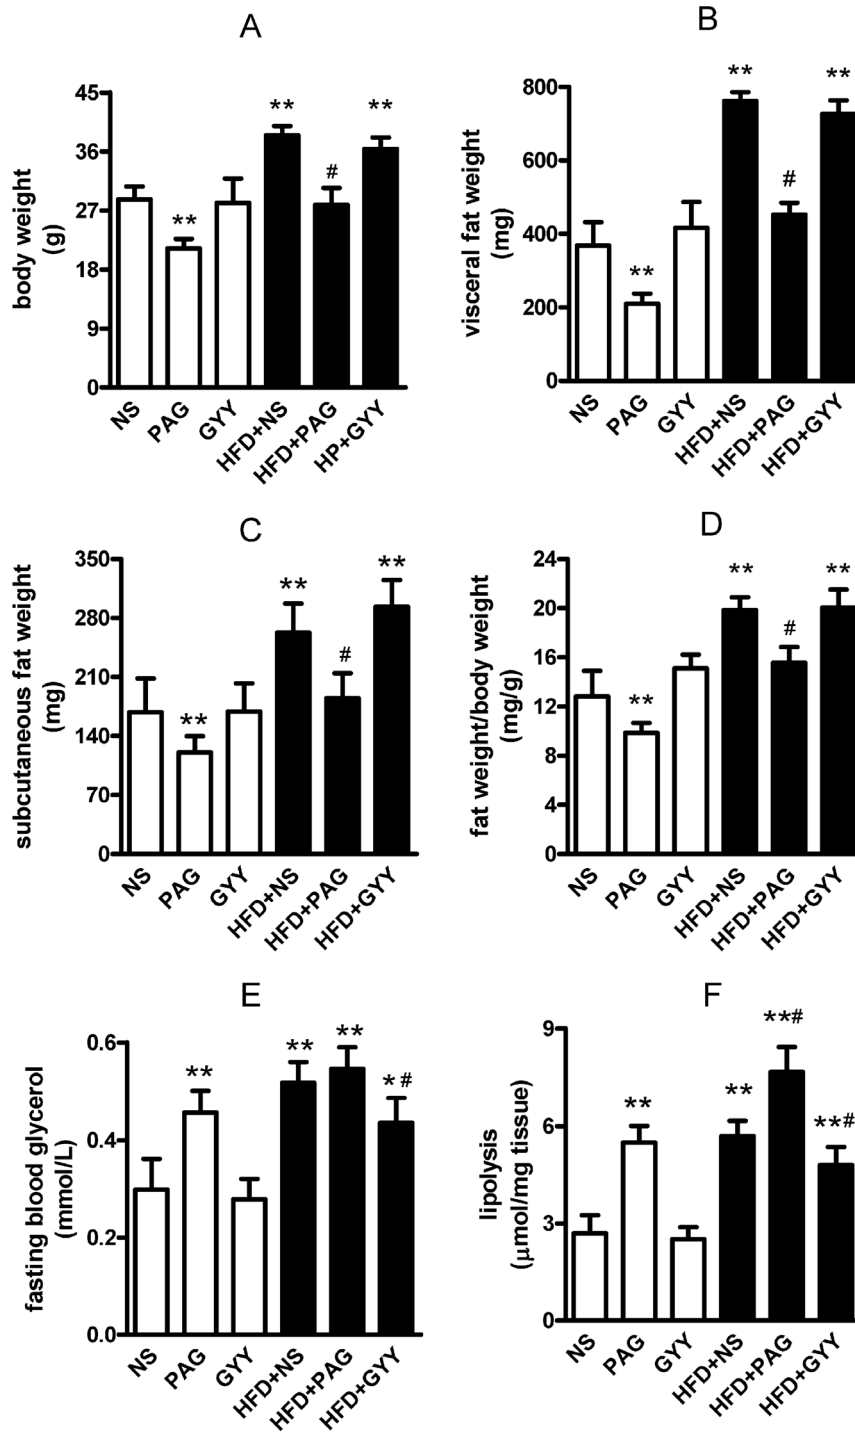 A
body weight
(g)
45
36
27
18
9
0
**
**
#
**
NS
PAG
GYY
HFD+NS
HFD+PAG
HP+GYY
B
visceral fat weight
(mg)
800
600
400
200
0
**
**
#
**
NS
PAG
GYY
HFD+NS
HFD+PAG
HFD+GYY
C
subcutaneous fat weight
(mg)
350
280
210
140
70
0
**
**
#
**
NS
PAG
GYY
HFD+NS
HFD+PAG
HFD+GYY
D
fat weight/body weight
(mg/g)
24
20
16
12
8
4
0
**
**
#
**
NS
PAG
GYY
HFD+NS
HFD+PAG
HFD+GYY
E
fasting blood glycerol
(mmol/L)
0.6
0.4
0.2
0.0
**
**
**
*#
NS
PAG
GYY
HFD+NS
HFD+PAG
HFD+GYY
F
lipolysis
(μmol/mg tissue)
9
6
3
0
**
**
**#
**#
NS
PAG
GYY
HFD+NS
HFD+PAG
HFD+GYY